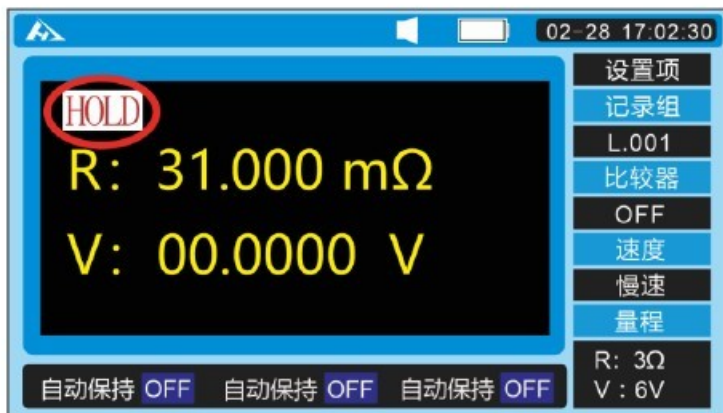 02-28 17:02:30
HOLD
R: 31.000 mΩ
V: 00.0000 V
设置项
记录组
L.001
比较器
OFF
速度
慢速
量程
R: 3Ω
V : 6V
自动保持 OFF 自动保持 OFF 自动保持 OFF